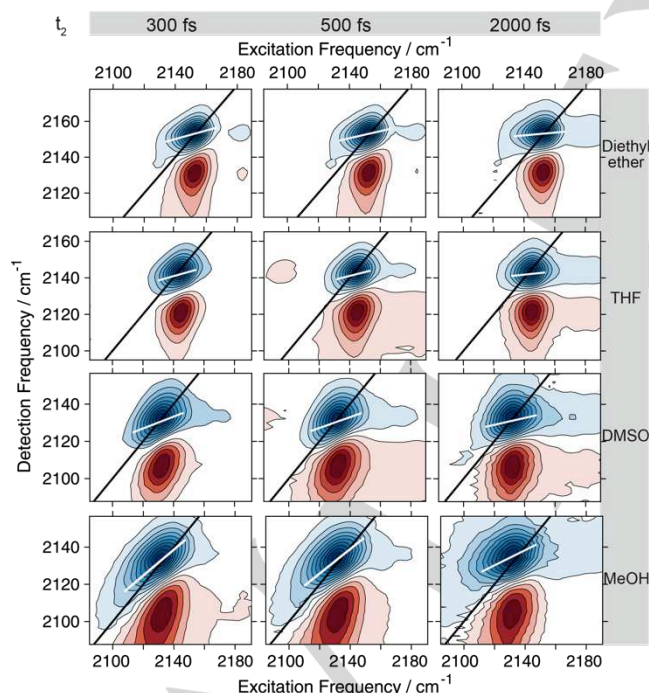 t₂ 300 fs 500 fs 2000 fs
Excitation Frequency / cm⁻¹
2100 2140 2180 2100 2140 2180 2100 2140 2180
Detection Frequency / cm⁻¹
2160
2140
2120
Diethyl
ether
2160
2140
2120
2100
THF
2140
2120
2100
DMSO
2140
2120
2100
MeOH
2100 2140 2180 2100 2140 2180 2100 2140 2180
Excitation Frequency / cm⁻¹